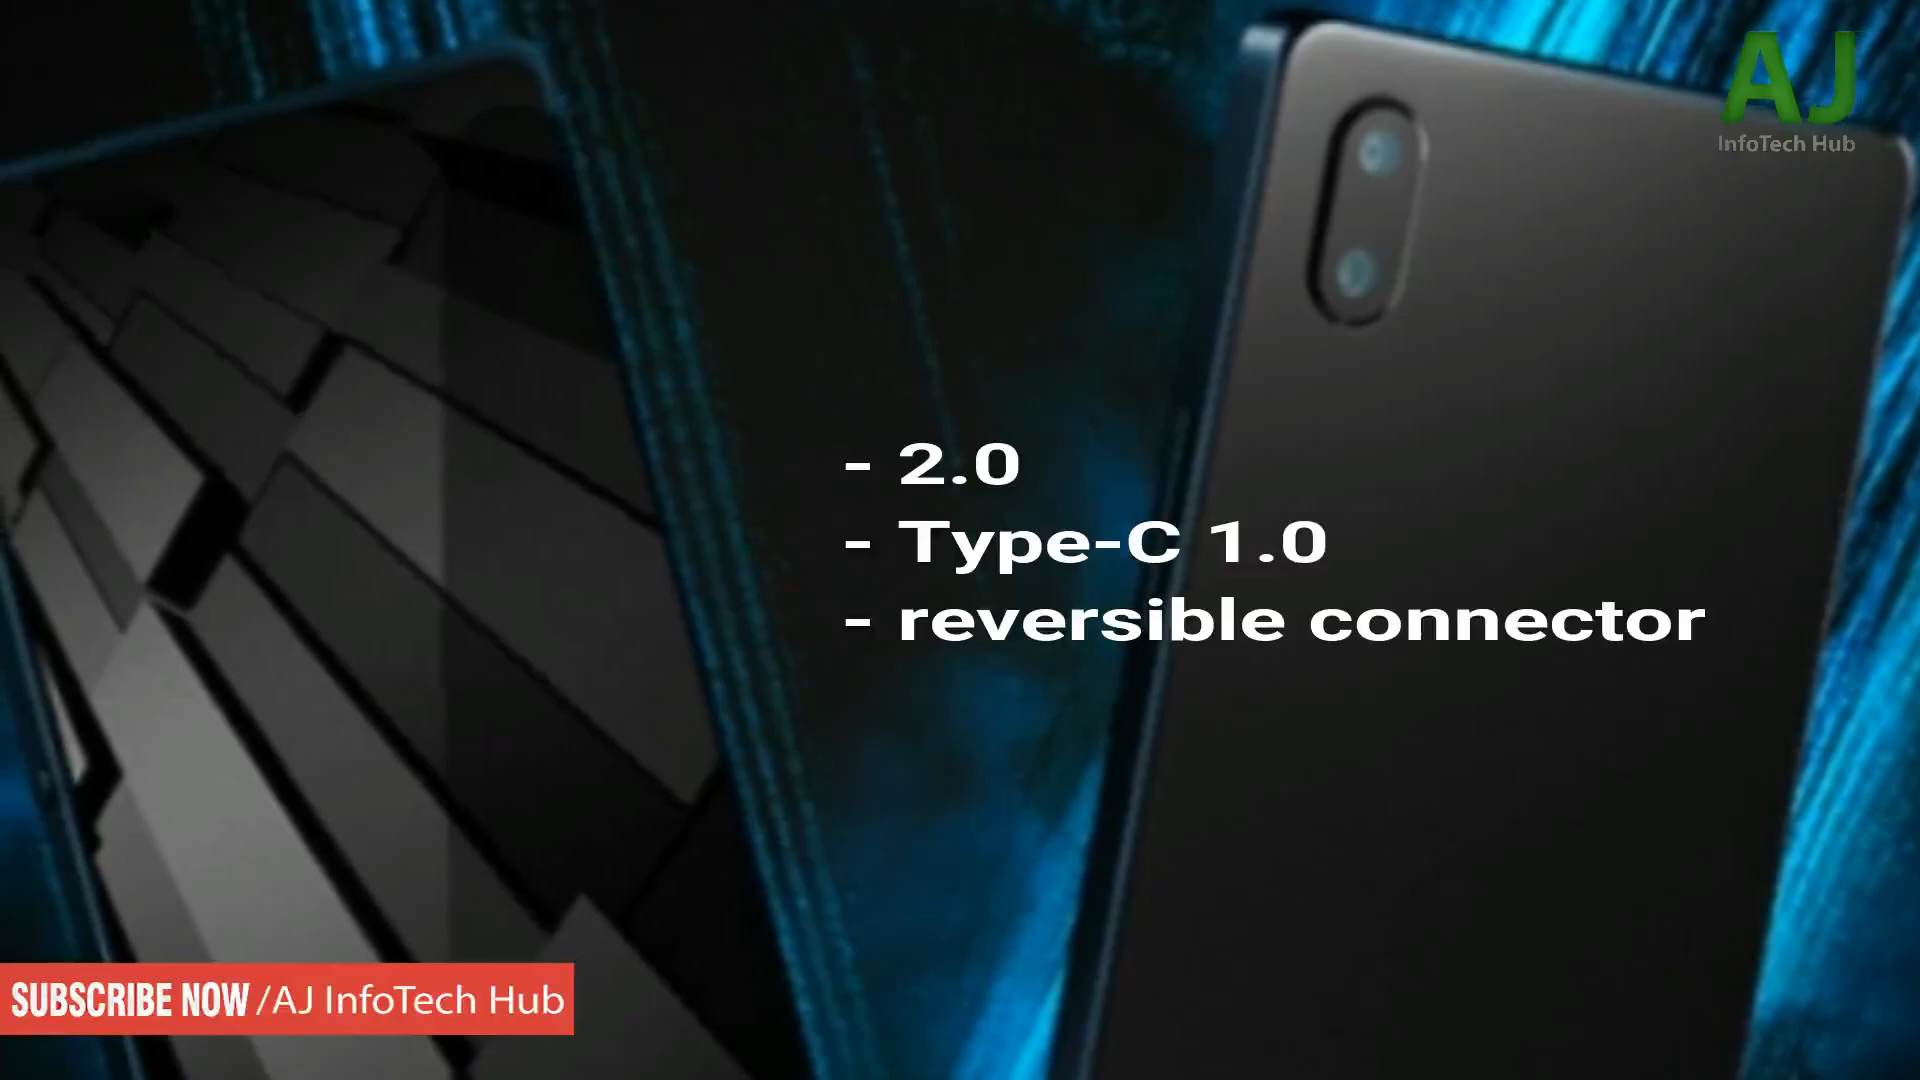 AJ
InfoTech Hub
- 2.0
- Type-C 1.0
- reversible connector
SUBSCRIBE NOW /AJ InfoTech Hub